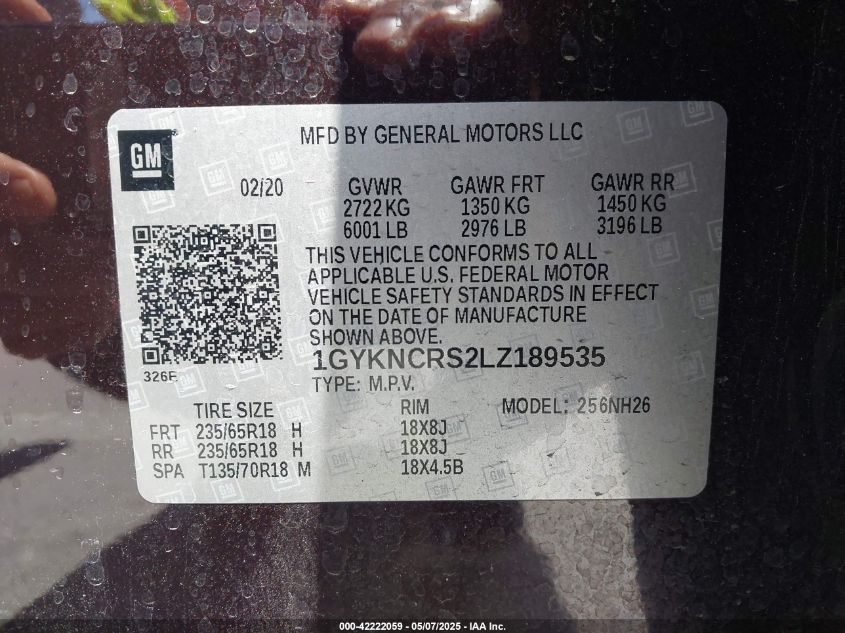 MFD BY GENERAL MOTORS LLC
GM
02/20 GVWR GAWR FRT GAWR RR
2722 KG 1350 KG 1450 KG
6001 LB 2976 LB 3196 LB
THIS VEHICLE CONFORMS TO ALL
APPLICABLE U.S. FEDERAL MOTOR
VEHICLE SAFETY STANDARDS IN EFFECT
ON THE DATE OF MANUFACTURE
SHOWN ABOVE.
1GYKNCRS2LZ189535
326E
TYPE: M.P.V.
TIRE SIZE RIM MODEL: 256NH26
FRT 235/65R18 H 18X8J
RR 235/65R18 H 18X8J
SPA T135/70R18 M 18X4.5B
000-42222059 - 05/07/2025 - IAA Inc.